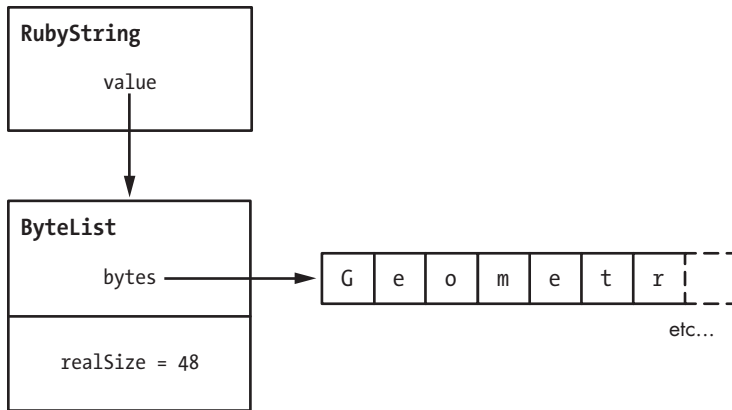 RubyString
value
ByteList
bytes
G e o m e t r
etc...
realSize = 48